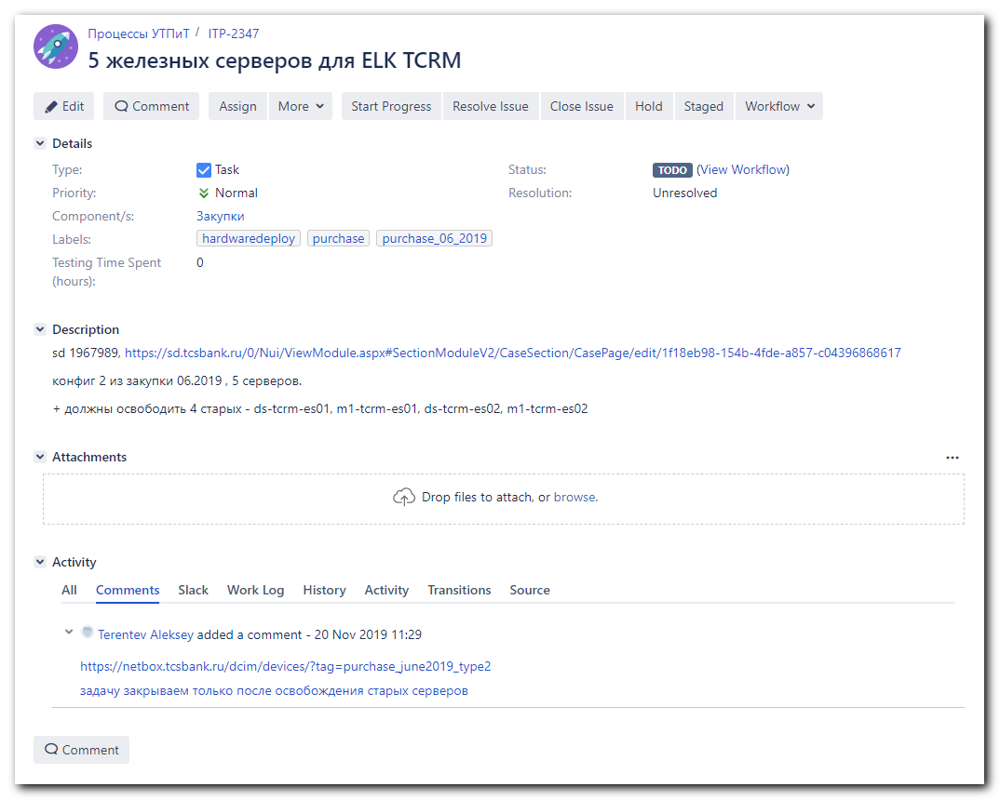 Процессы УТПиТ / ITP-2347
5 железных серверов для ELK TCRM
Edit Comment Assign More Start Progress Resolve Issue Close Issue Hold Staged Workflow
Details
Type: Task Status: TODO (View Workflow)
Priority: Normal Resolution: Unresolved
Component/s: Закупки
Labels: hardwaredeploy purchase purchase_06_2019
Testing Time Spent 0
(hours):
Description
sd 1967989, https://sd.tcsbank.ru/0/Nui/ViewModule.aspx#SectionModuleV2/CaseSection/CasePage/edit/1f18eb98-154b-4fde-a857-c04396868617
конфиг 2 из закупки 06.2019 , 5 серверов.
+ должны освободить 4 старых - ds-tcrm-es01, m1-tcrm-es01, ds-tcrm-es02, m1-tcrm-es02
Attachments
Drop files to attach, or browse.
Activity
All Comments Slack Work Log History Activity Transitions Source
Terentev Aleksey added a comment - 20 Nov 2019 11:29
https://netbox.tcsbank.ru/dcim/devices/?tag=purchase_june2019_type2
задачу закрываем только после освобождения старых серверов
Comment